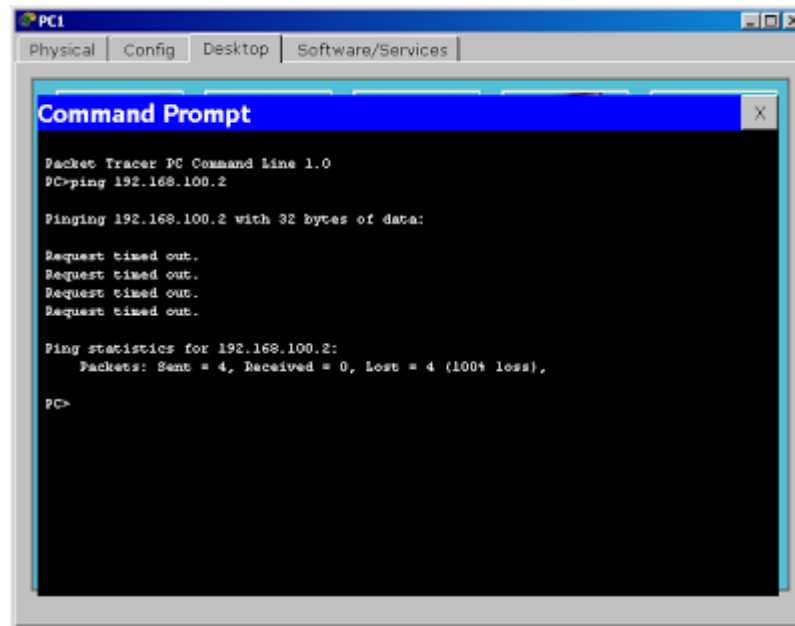 PC1
Physical Config Desktop Software/Services
Command Prompt
X
Packet Tracer PC Command Line 1.0
PC>ping 192.168.100.2
Pinging 192.168.100.2 with 32 bytes of data:
Request timed out.
Request timed out.
Request timed out.
Request timed out.
Ping statistics for 192.168.100.2:
Packets: Sent = 4, Received = 0, Lost = 4 (100% loss),
PC>